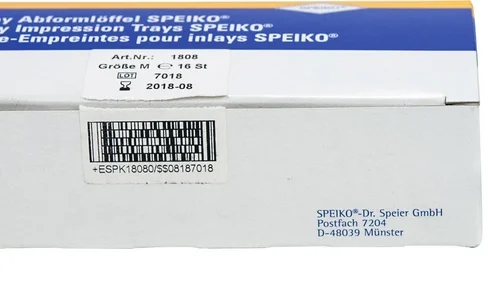 SPEIKO
y Abformlöffel SPEIKO®
y Impression Trays SPEIKO®
e-Empreintes pour inlays SPEIKO®
Art.Nr.: 1808
Größe M ℮ 16 St
LOT 7018
2018-08
+ESPK18080/$$08187018
SPEIKO®-Dr. Speier GmbH
Postfach 7204
D-48039 Münster